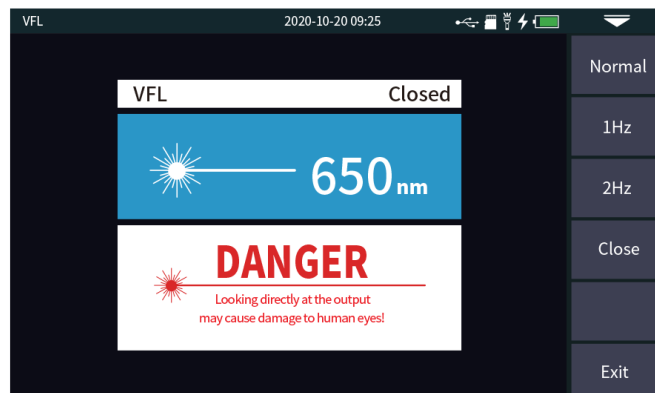 VFL
2020-10-20 09:25
Normal
VFL Closed
1Hz
650nm
2Hz
Close
DANGER
Looking directly at the output
may cause damage to human eyes!
Exit